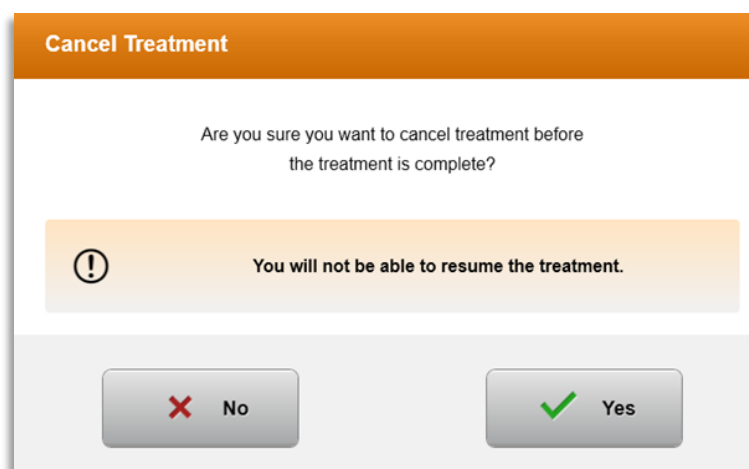 Cancel Treatment
Are you sure you want to cancel treatment before
the treatment is complete?
You will not be able to resume the treatment.
No
Yes